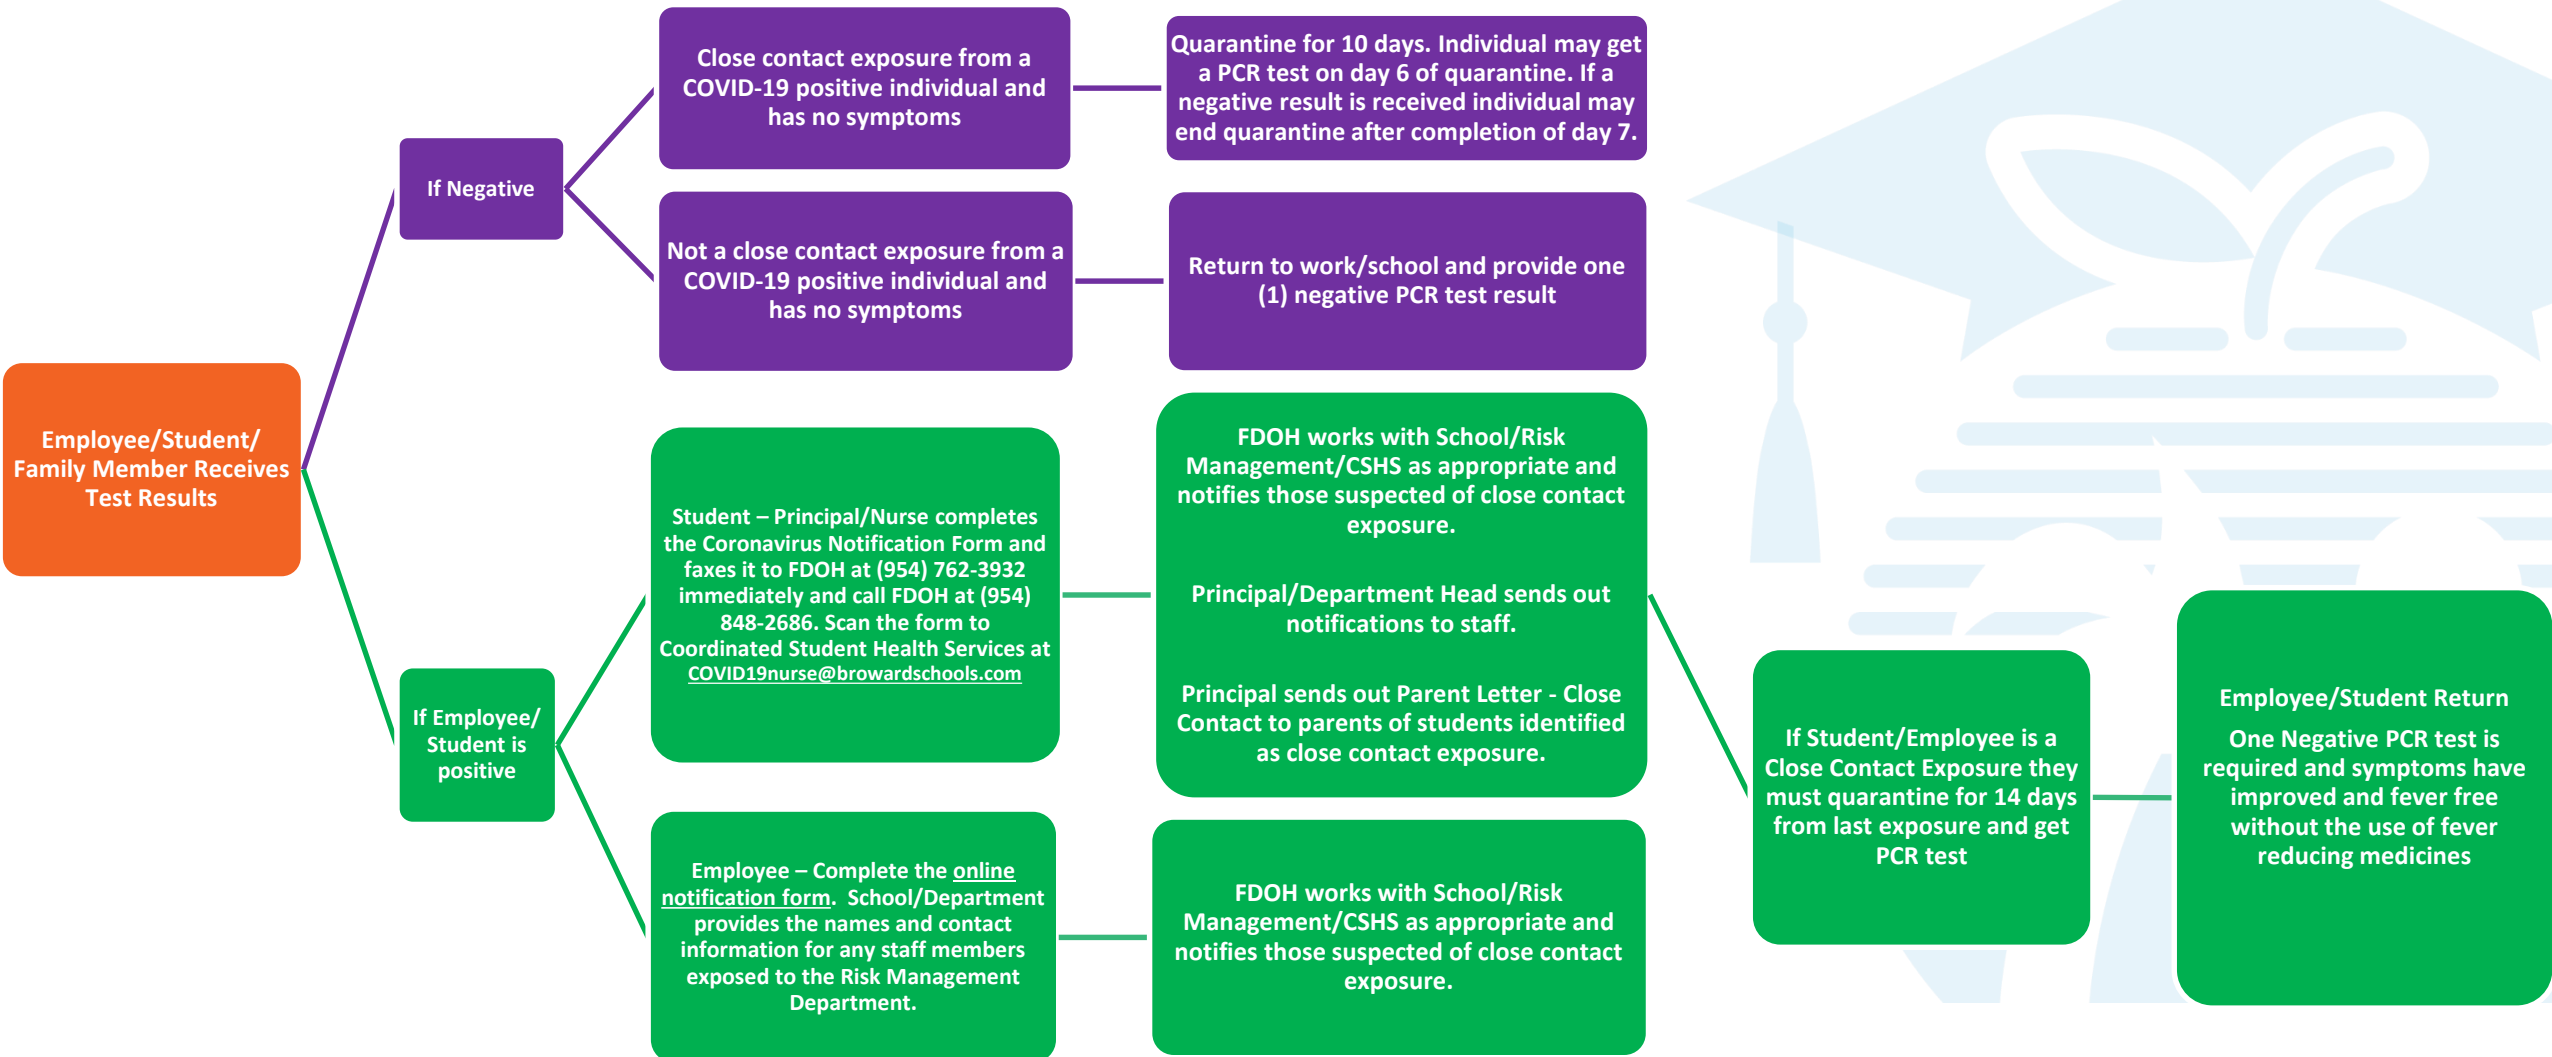 Close contact exposure from a
COVID-19 positive individual and
has no symptoms
Quarantine for 10 days. Individual may get
a PCR test on day 6 of quarantine. If a
negative result is received individual may
end quarantine after completion of day 7.
If Negative
Not a close contact exposure from a
COVID-19 positive individual and
has no symptoms
Return to work/school and provide one
(1) negative PCR test result
Employee/Student/
Family Member Receives
Test Results
If Employee/
Student is
positive
Student – Principal/Nurse completes
the Coronavirus Notification Form and
faxes it to FDOH at (954) 762-3932
immediately and call FDOH at (954)
848-2686. Scan the form to
Coordinated Student Health Services at
COVID19nurse@browardschools.com
FDOH works with School/Risk
Management/CSHS as appropriate and
notifies those suspected of close contact
exposure.
Principal/Department Head sends out
notifications to staff.
Principal sends out Parent Letter - Close
Contact to parents of students identified
as close contact exposure.
Employee – Complete the online
notification form. School/Department
provides the names and contact
information for any staff members
exposed to the Risk Management
Department.
FDOH works with School/Risk
Management/CSHS as appropriate and
notifies those suspected of close contact
exposure.
If Student/Employee is a
Close Contact Exposure they
must quarantine for 14 days
from last exposure and get
PCR test
Employee/Student Return
One Negative PCR test is
required and symptoms have
improved and fever free
without the use of fever
reducing medicines